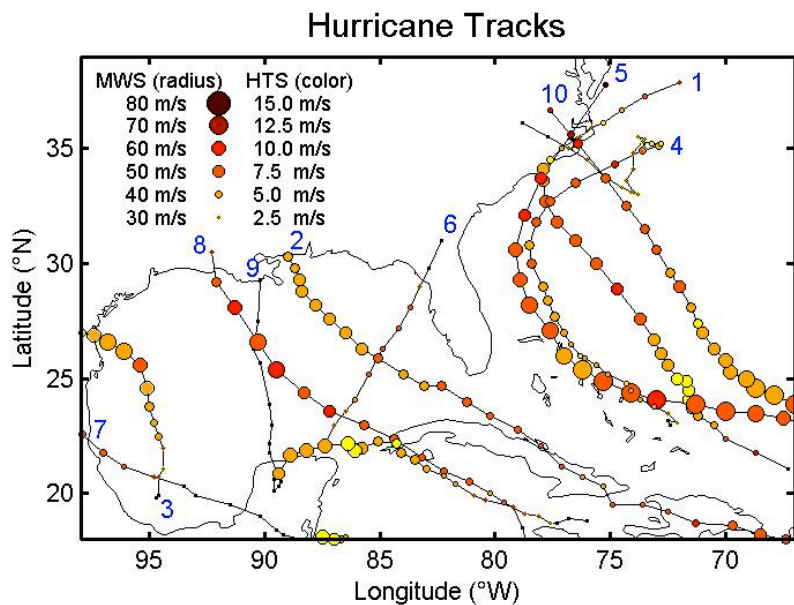 Hurricane Tracks
MWS (radius) HTS (color)
80 m/s 15.0 m/s
70 m/s 12.5 m/s
60 m/s 10.0 m/s
50 m/s 7.5 m/s
40 m/s 5.0 m/s
30 m/s 2.5 m/s
5
1
10
4
6
8
2
9
7
3
35
30
25
20
Latitude (°N)
95 90 85 80 75 70
Longitude (°W)